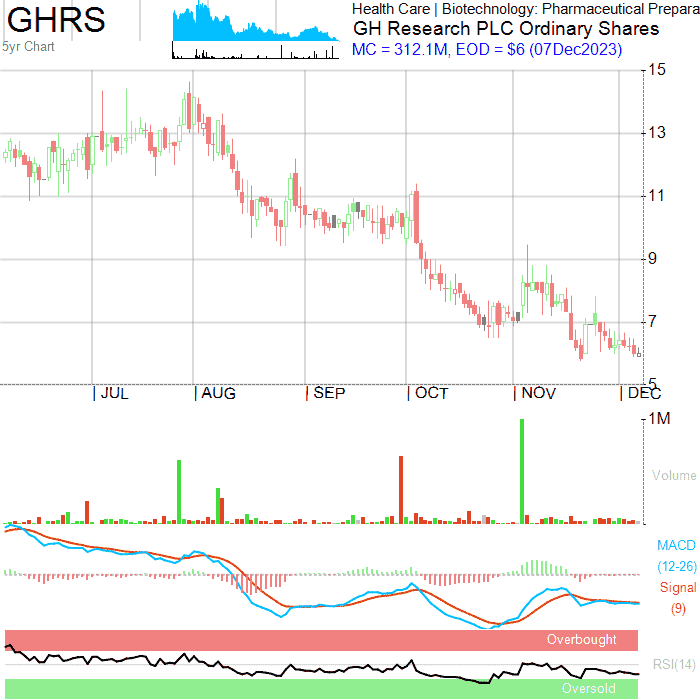 GHRS
5yr Chart
Health Care | Biotechnology: Pharmaceutical Prepara
GH Research PLC Ordinary Shares
MC = 312.1M, EOD = $6 (07Dec2023)
15
13
11
9
7
5
JUL
AUG
SEP
OCT
NOV
DEC
1M
Volume
MACD
(12-26)
Signal
(9)
Overbought
RSI(14)
Oversold